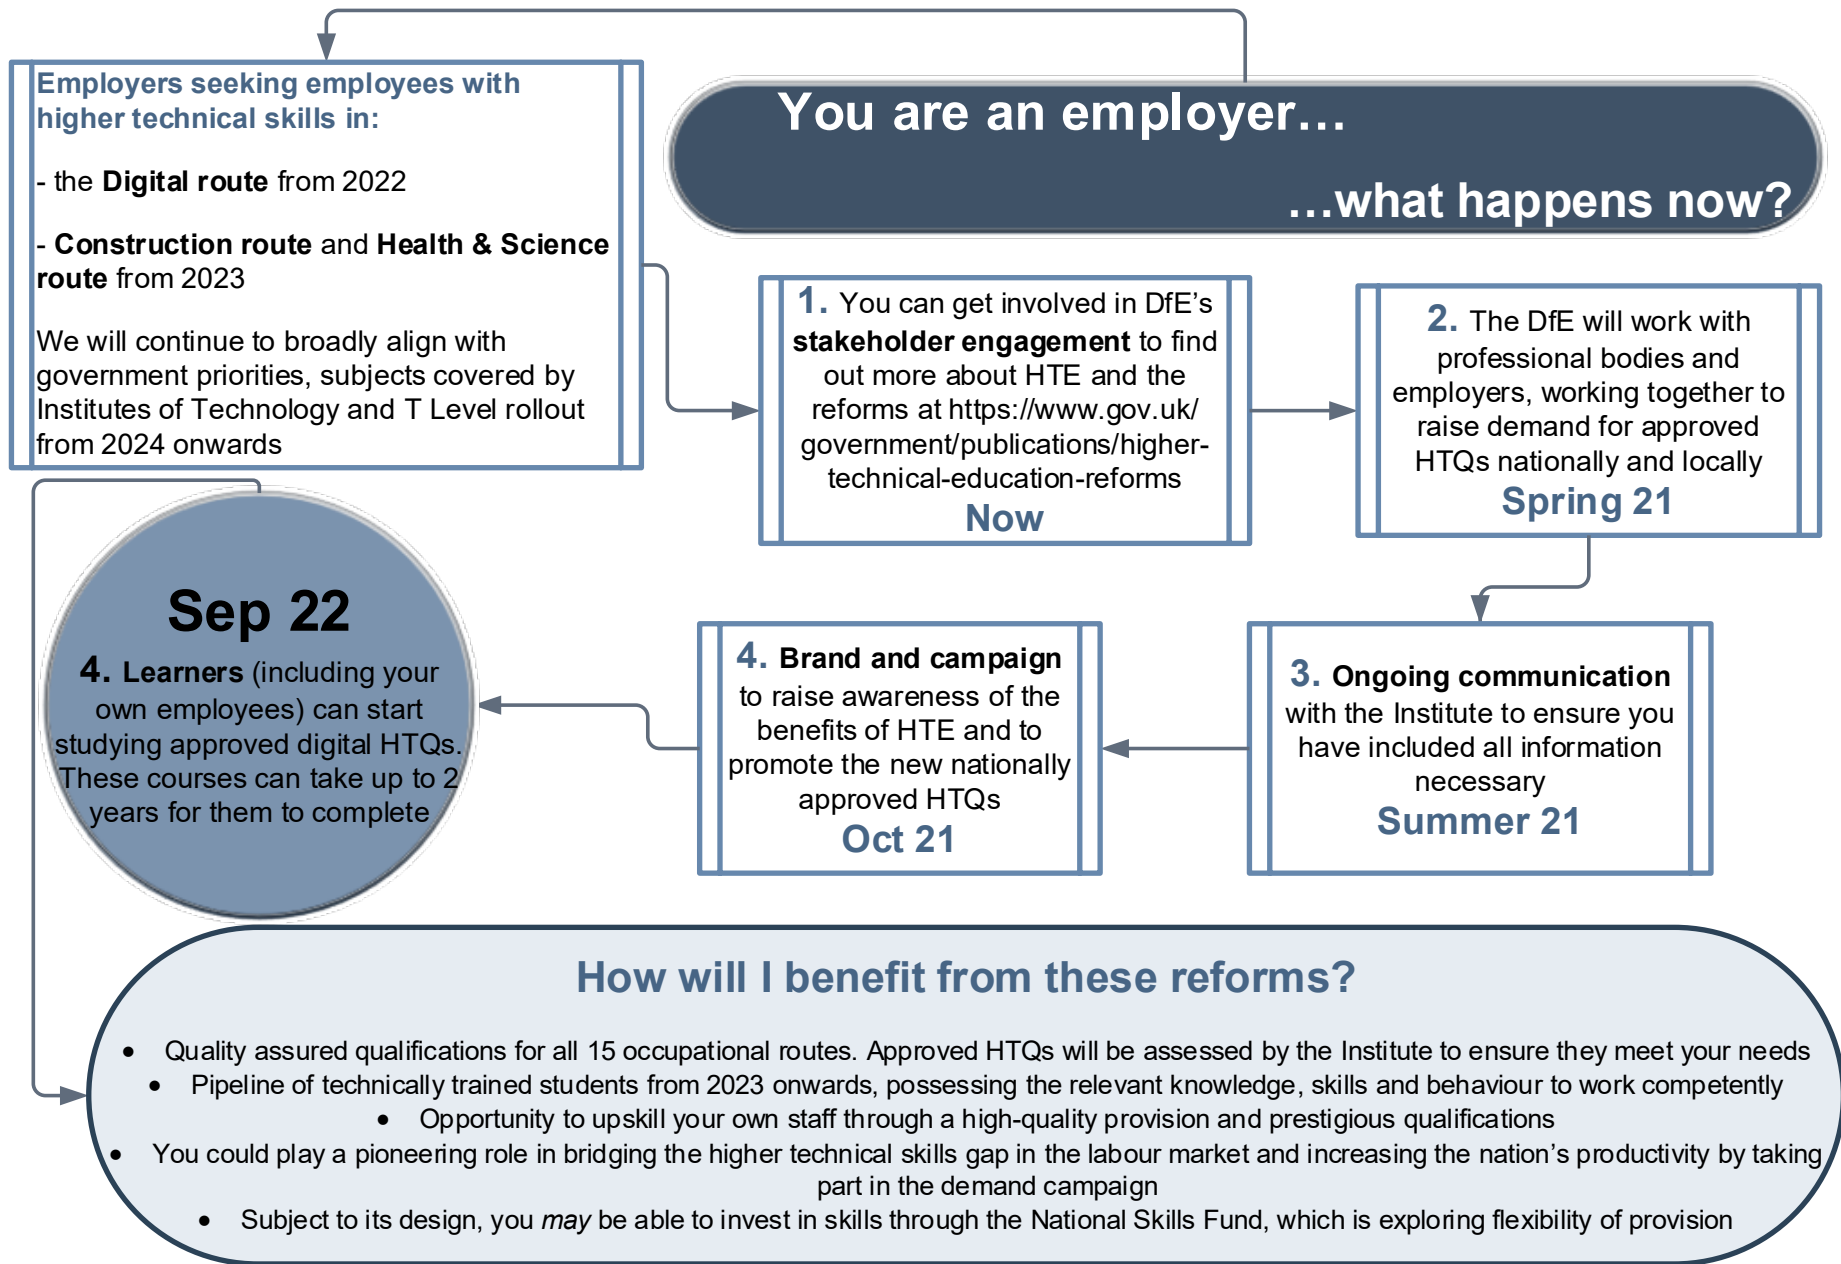 You are an employer…
…what happens now?
Employers seeking employees with
higher technical skills in:
- the Digital route from 2022
- Construction route and Health & Science
route from 2023
We will continue to broadly align with
government priorities, subjects covered by
Institutes of Technology and T Level rollout
from 2024 onwards
1. You can get involved in DfE’s
stakeholder engagement to find
out more about HTE and the
reforms at https://www.gov.uk/
government/publications/higher-
technical-education-reforms
Now
2. The DfE will work with
professional bodies and
employers, working together to
raise demand for approved
HTQs nationally and locally
Spring 21
3. Ongoing communication
with the Institute to ensure you
have included all information
necessary
Summer 21
4. Brand and campaign
to raise awareness of the
benefits of HTE and to
promote the new nationally
approved HTQs
Oct 21
Sep 22
4. Learners (including your
own employees) can start
studying approved digital HTQs.
These courses can take up to 2
years for them to complete
How will I benefit from these reforms?
• Quality assured qualifications for all 15 occupational routes. Approved HTQs will be assessed by the Institute to ensure they meet your needs
• Pipeline of technically trained students from 2023 onwards, possessing the relevant knowledge, skills and behaviour to work competently
• Opportunity to upskill your own staff through a high-quality provision and prestigious qualifications
• You could play a pioneering role in bridging the higher technical skills gap in the labour market and increasing the nation’s productivity by taking
part in the demand campaign
• Subject to its design, you may be able to invest in skills through the National Skills Fund, which is exploring flexibility of provision